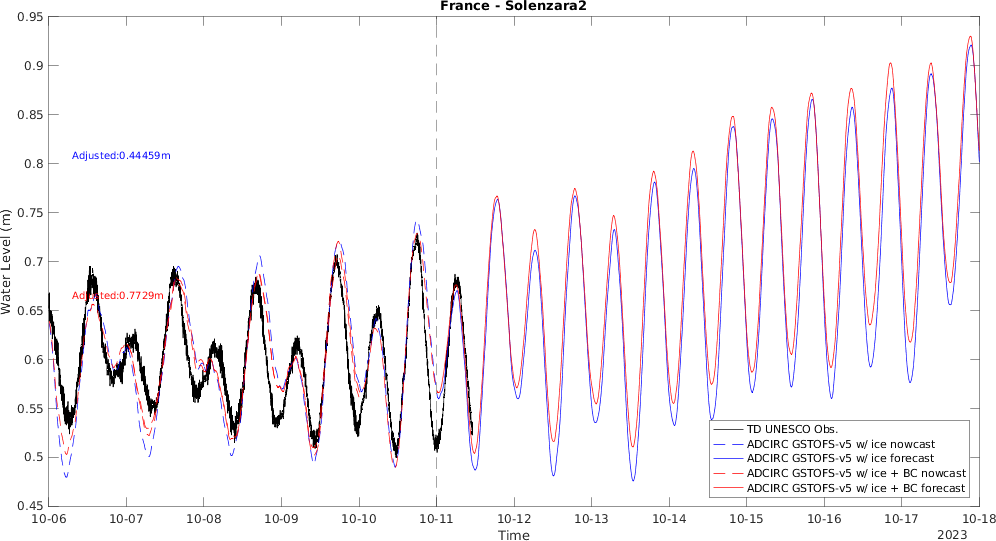 France - Solenzara2
0.95
0.9
0.85
0.8
0.75
0.7
0.65
0.6
0.55
0.5
0.45
Water Level (m)
Adjusted:0.44459m
Adjusted:0.7729m
TD UNESCO Obs.
ADCIRC GSTOFS-v5 w/ ice nowcast
ADCIRC GSTOFS-v5 w/ ice forecast
ADCIRC GSTOFS-v5 w/ ice + BC nowcast
ADCIRC GSTOFS-v5 w/ ice + BC forecast
10-06 10-07 10-08 10-09 10-10 10-11 10-12 10-13 10-14 10-15 10-16 10-17 10-18
Time
2023